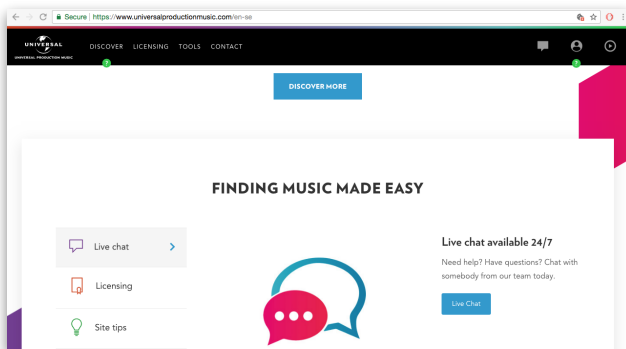 Secure | https://www.universalproductionmusic.com/en-se
UNIVERSAL
UNIVERSAL PRODUCTION MUSIC
DISCOVER LICENSING TOOLS CONTACT
?
?
DISCOVER MORE
FINDING MUSIC MADE EASY
Live chat
Licensing
Site tips
Live chat available 24/7
Need help? Have questions? Chat with
somebody from our team today.
Live Chat